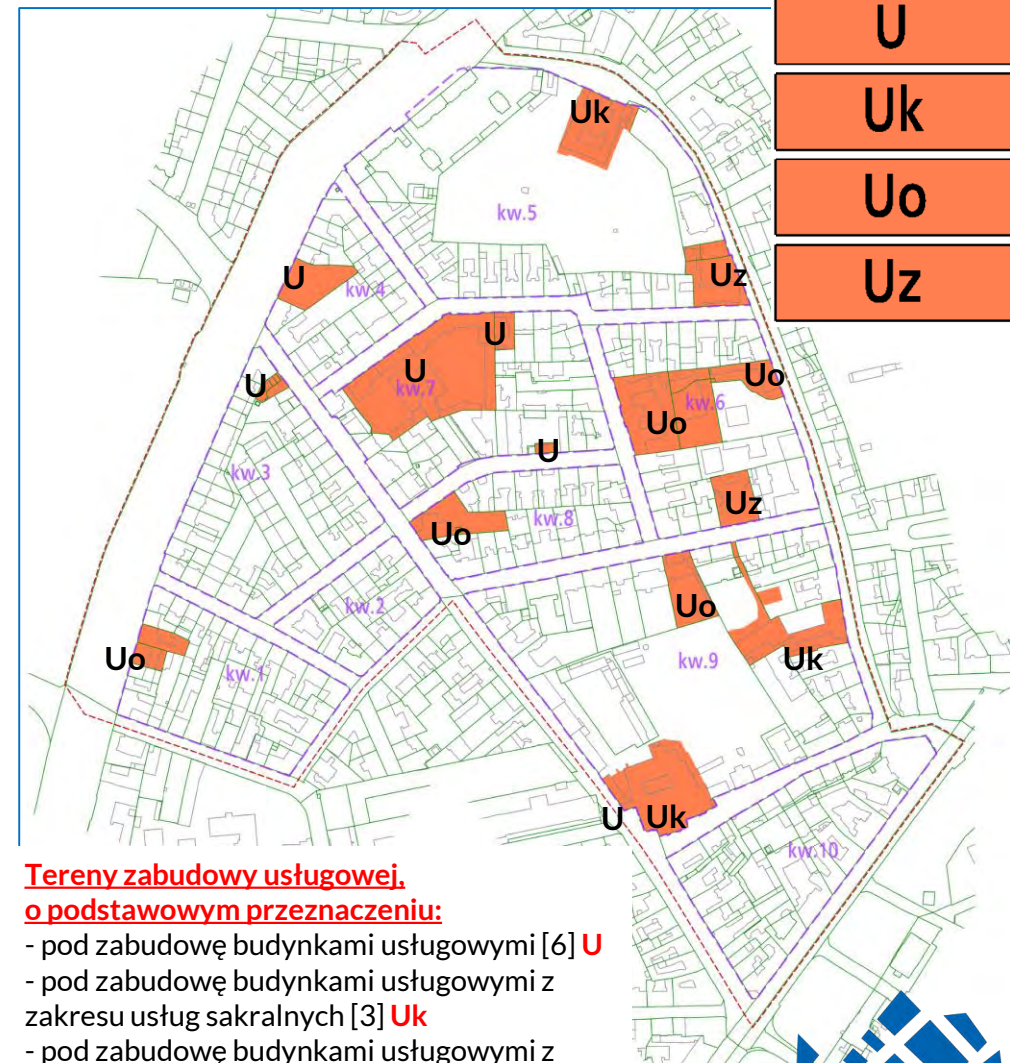 U
Uk
Uk
Uo
kw.5
Uz
Uz
U
kw.4
U
U
kw.7
U
Uo
kw.6
Uo
U
kw.3
Uz
kw.8
Uo
Uo
kw.2
Uo
kw.1
kw.9
Uk
U
Uk
kw.10
Tereny zabudowy usługowej,
o podstawowym przeznaczeniu:
- pod zabudowę budynkami usługowymi [6] U
- pod zabudowę budynkami usługowymi z
zakresu usług sakralnych [3] Uk
- pod zabudowę budynkami usługowymi z